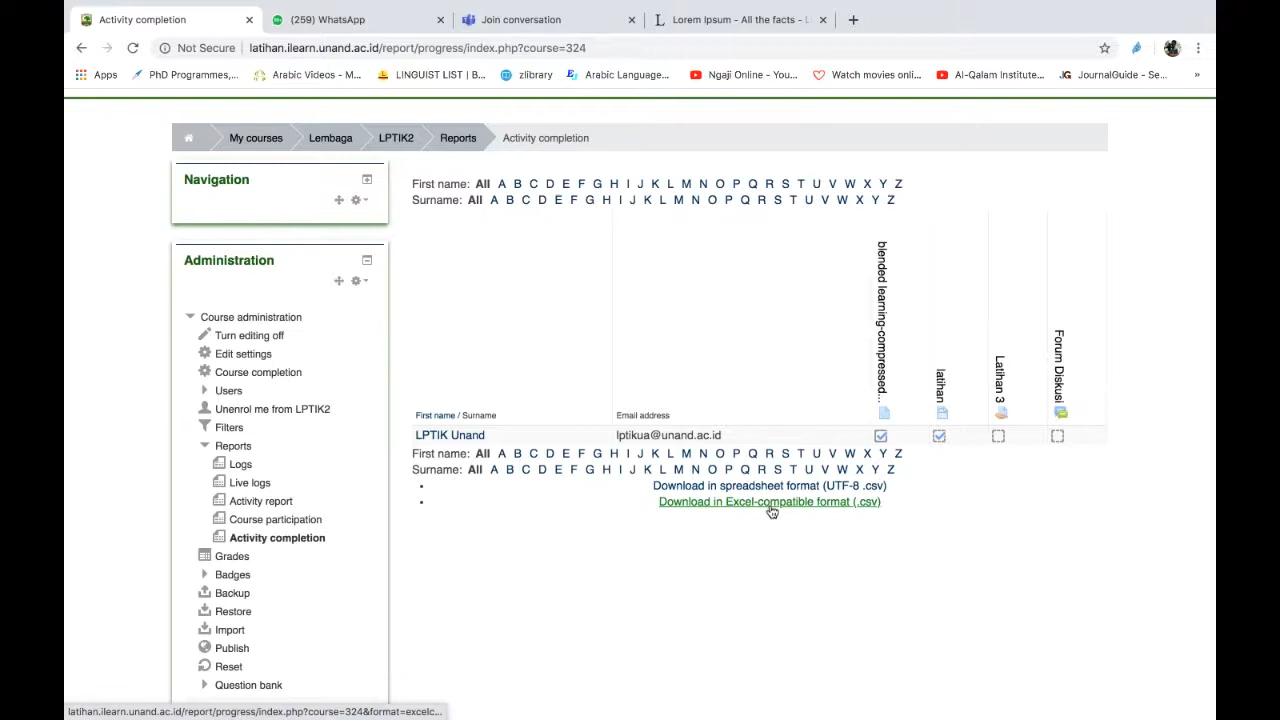 Activity completion
(259) WhatsApp
Join conversation
Lorem Ipsum - All the facts - L
Not Secure
latihan.ilearn.unand.ac.id/report/progress/index.php?course=324
Apps
PhD Programmes,...
Arabic Videos - M...
LINGUIST LIST | B...
zlibrary
Arabic Language...
Ngaji Online - You...
Watch movies onl...
Al-Qalam Institute...
JournalGuide - Se...
»
My courses
Lembaga
LPTIK2
Reports
Activity completion
Navigation
Administration
Course administration
Turn editing off
Edit settings
Course completion
Users
Unenrol me from LPTIK2
Filters
Reports
Logs
Live logs
Activity report
Course participation
Activity completion
Grades
Badges
Backup
Restore
Import
Publish
Reset
Question bank
First name: All A B C D E F G H I J K L M N O P Q R S T U V W X Y Z
Surname: All A B C D E F G H I J K L M N O P Q R S T U V W X Y Z
blended learning-compressed...
latihan
Latihan 3
Forum Diskusi
First name / Surname
Email address
LPTIK Unand
lptikua@unand.ac.id
First name: All A B C D E F G H I J K L M N O P Q R S T U V W X Y Z
Surname: All A B C D E F G H I J K L M N O P Q R S T U V W X Y Z
Download in spreadsheet format (UTF-8 .csv)
Download in Excel-compatible format (.csv)
latihan.ilearn.unand.ac.id/report/progress/index.php?course=324&format=excelc...